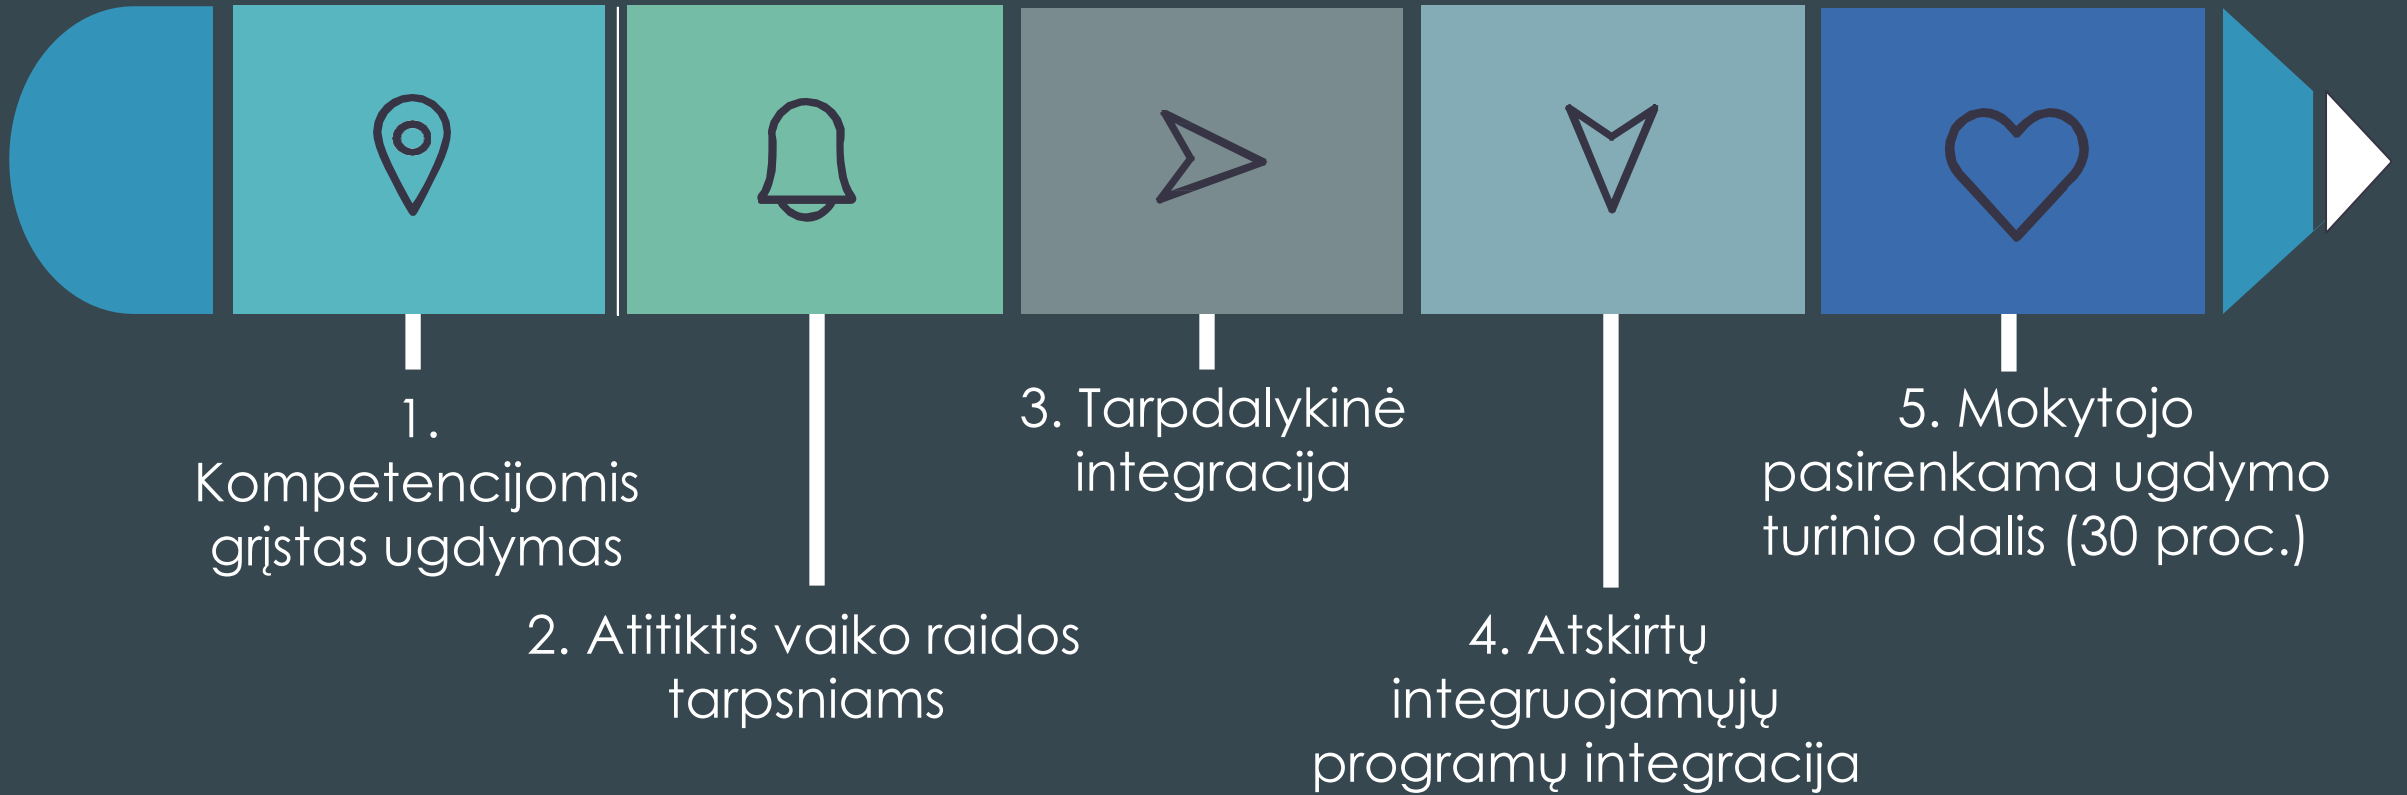 1.
Kompetencijomis
grįstas ugdymas
2. Atitiktis vaiko raidos
tarpsniams
3. Tarpdalykinė
integracija
4. Atskirtų
integruojamųjų
programų integracija
5. Mokytojo
pasirenkama ugdymo
turinio dalis (30 proc.)